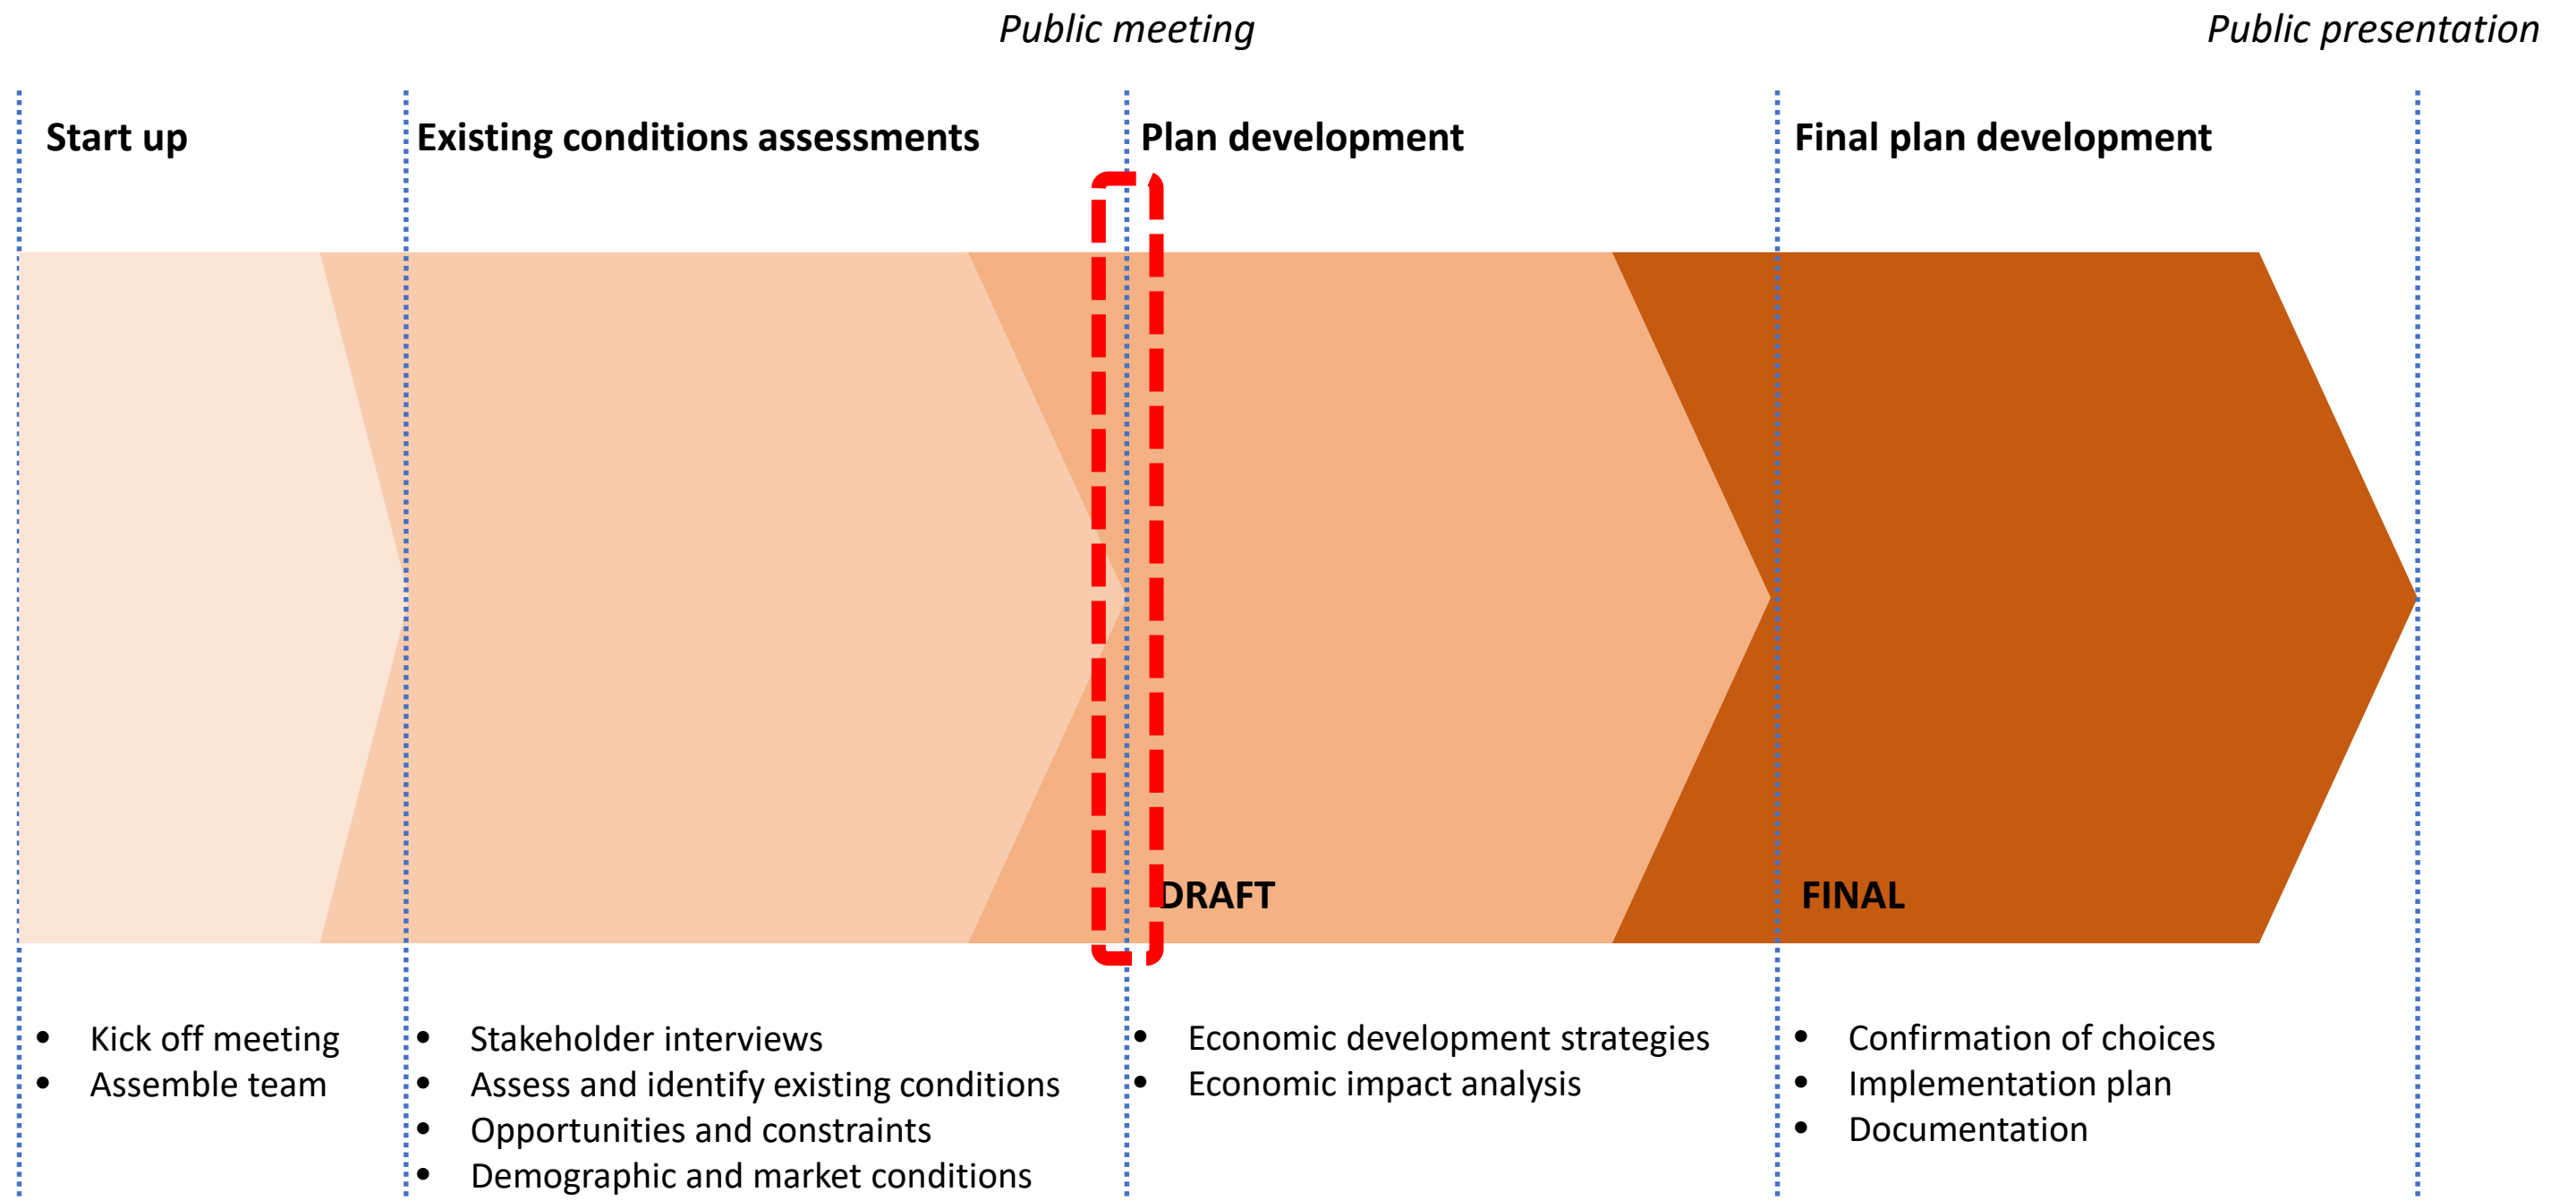 Public meeting
Public presentation
Start up
Existing conditions assessments
Plan development
Final plan development
DRAFT
FINAL
• Kick off meeting
• Assemble team
• Stakeholder interviews
• Assess and identify existing conditions
• Opportunities and constraints
• Demographic and market conditions
• Economic development strategies
• Economic impact analysis
• Confirmation of choices
• Implementation plan
• Documentation